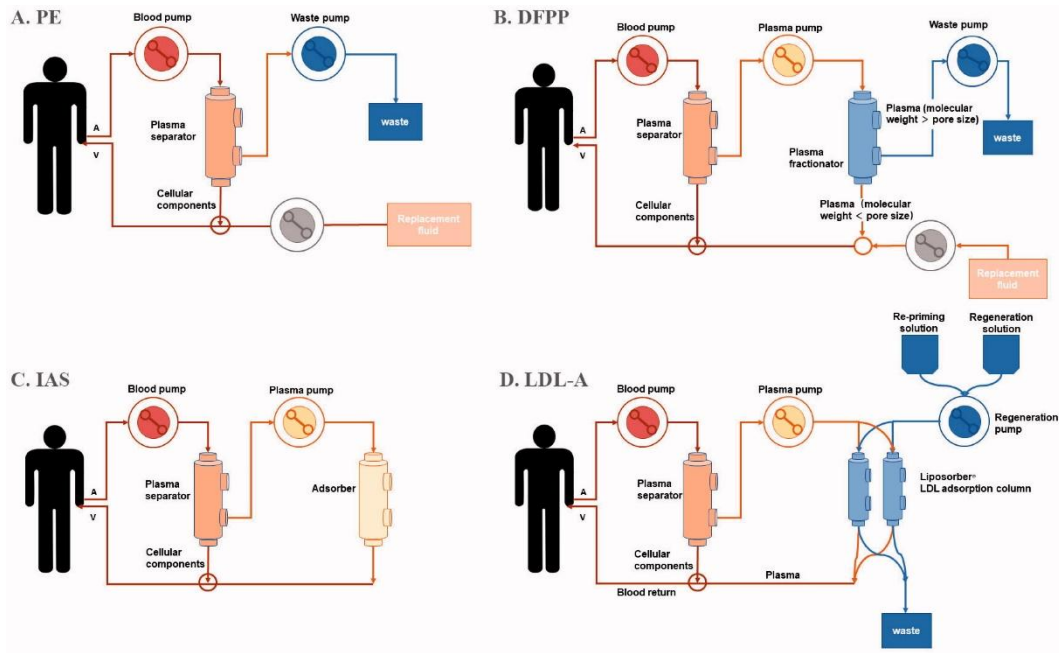 A. PE
Blood pump
Waste pump
A
V
Plasma
separator
waste
Cellular
components
Replacement
fluid
B. DFPP
Blood pump
Plasma pump
Waste pump
A
V
Plasma
separator
Plasma (molecular
weight > pore size)
waste
Plasma
fractionator
Cellular
components
Plasma (molecular
weight < pore size)
Replacement
fluid
C. IAS
Blood pump
Plasma pump
A
V
Plasma
separator
Adsorber
Cellular
components
D. LDL-A
Re-priming
solution
Regeneration
solution
Blood pump
Plasma pump
Regeneration
pump
A
V
Plasma
separator
Liposorber®
LDL adsorption column
Cellular
components
Plasma
Blood return
waste